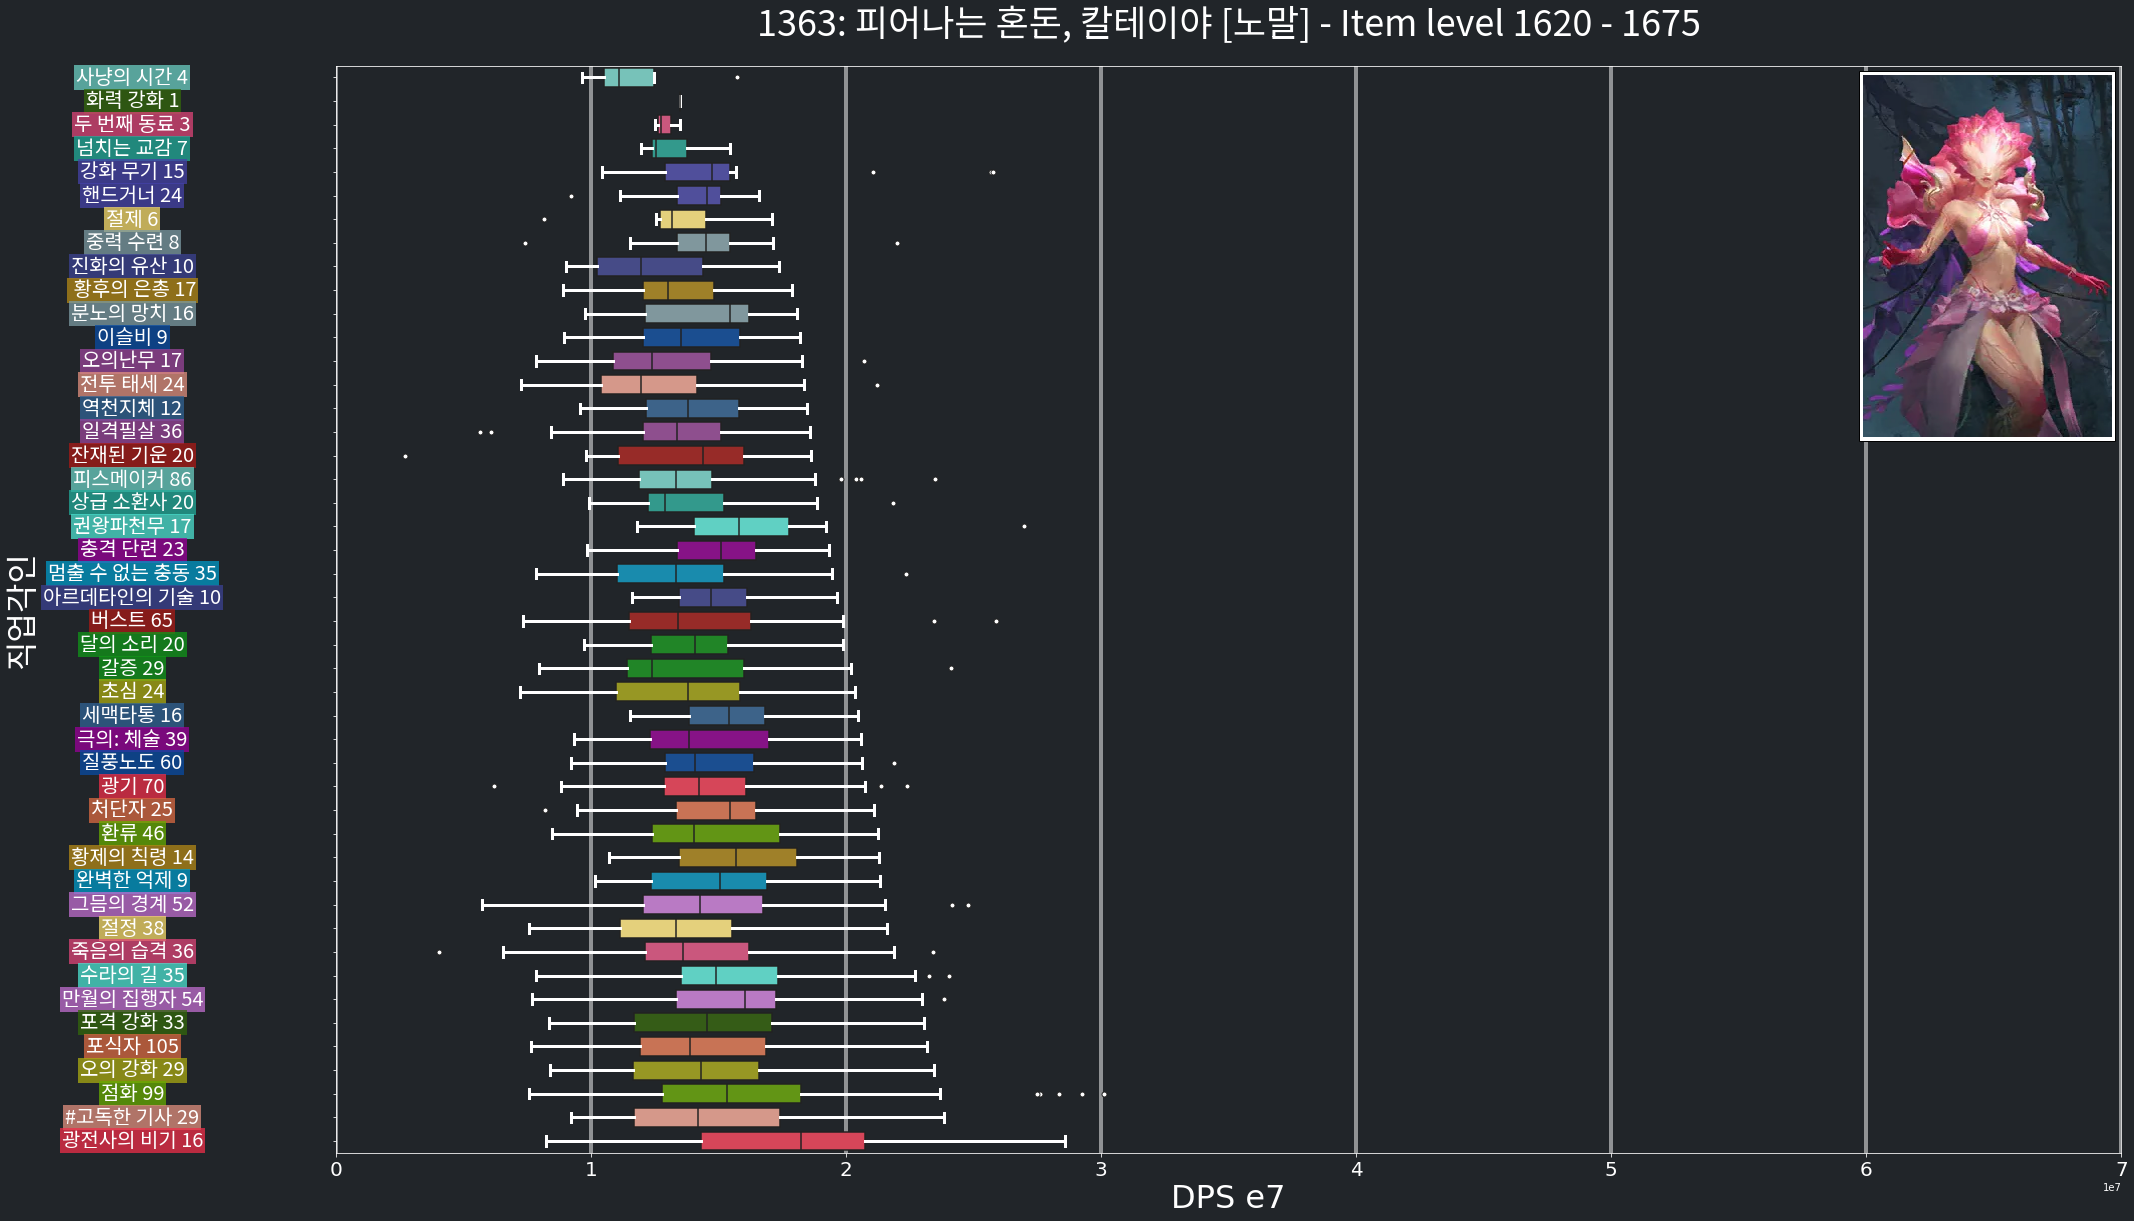 1363: 피어나는 혼돈, 칼테이야 [노말] - Item level 1620 - 1675
직업각인
사냥의 시간 4
화력 강화 1
두 번째 동료 3
넘치는 교감 7
강화 무기 15
핸드거너 24
절제 6
중력 수련 8
진화의 유산 10
황후의 은총 17
분노의 망치 16
이슬비 9
오의난무 17
전투 태세 24
역천지체 12
일격필살 36
잔재된 기운 20
피스메이커 86
상급 소환사 20
권왕파천무 17
충격 단련 23
멈출 수 없는 충동 35
아르데타인의 기술 10
버스트 65
달의 소리 20
갈증 29
초심 24
세맥타통 16
극의: 체술 39
질풍노도 60
광기 70
처단자 25
환류 46
황제의 칙령 14
완벽한 억제 9
그믐의 경계 52
절정 38
죽음의 습격 36
수라의 길 35
만월의 집행자 54
포격 강화 33
포식자 105
오의 강화 29
점화 99
#고독한 기사 29
광전사의 비기 16
0 1 2 3 4 5 6 7
1e7
DPS e7